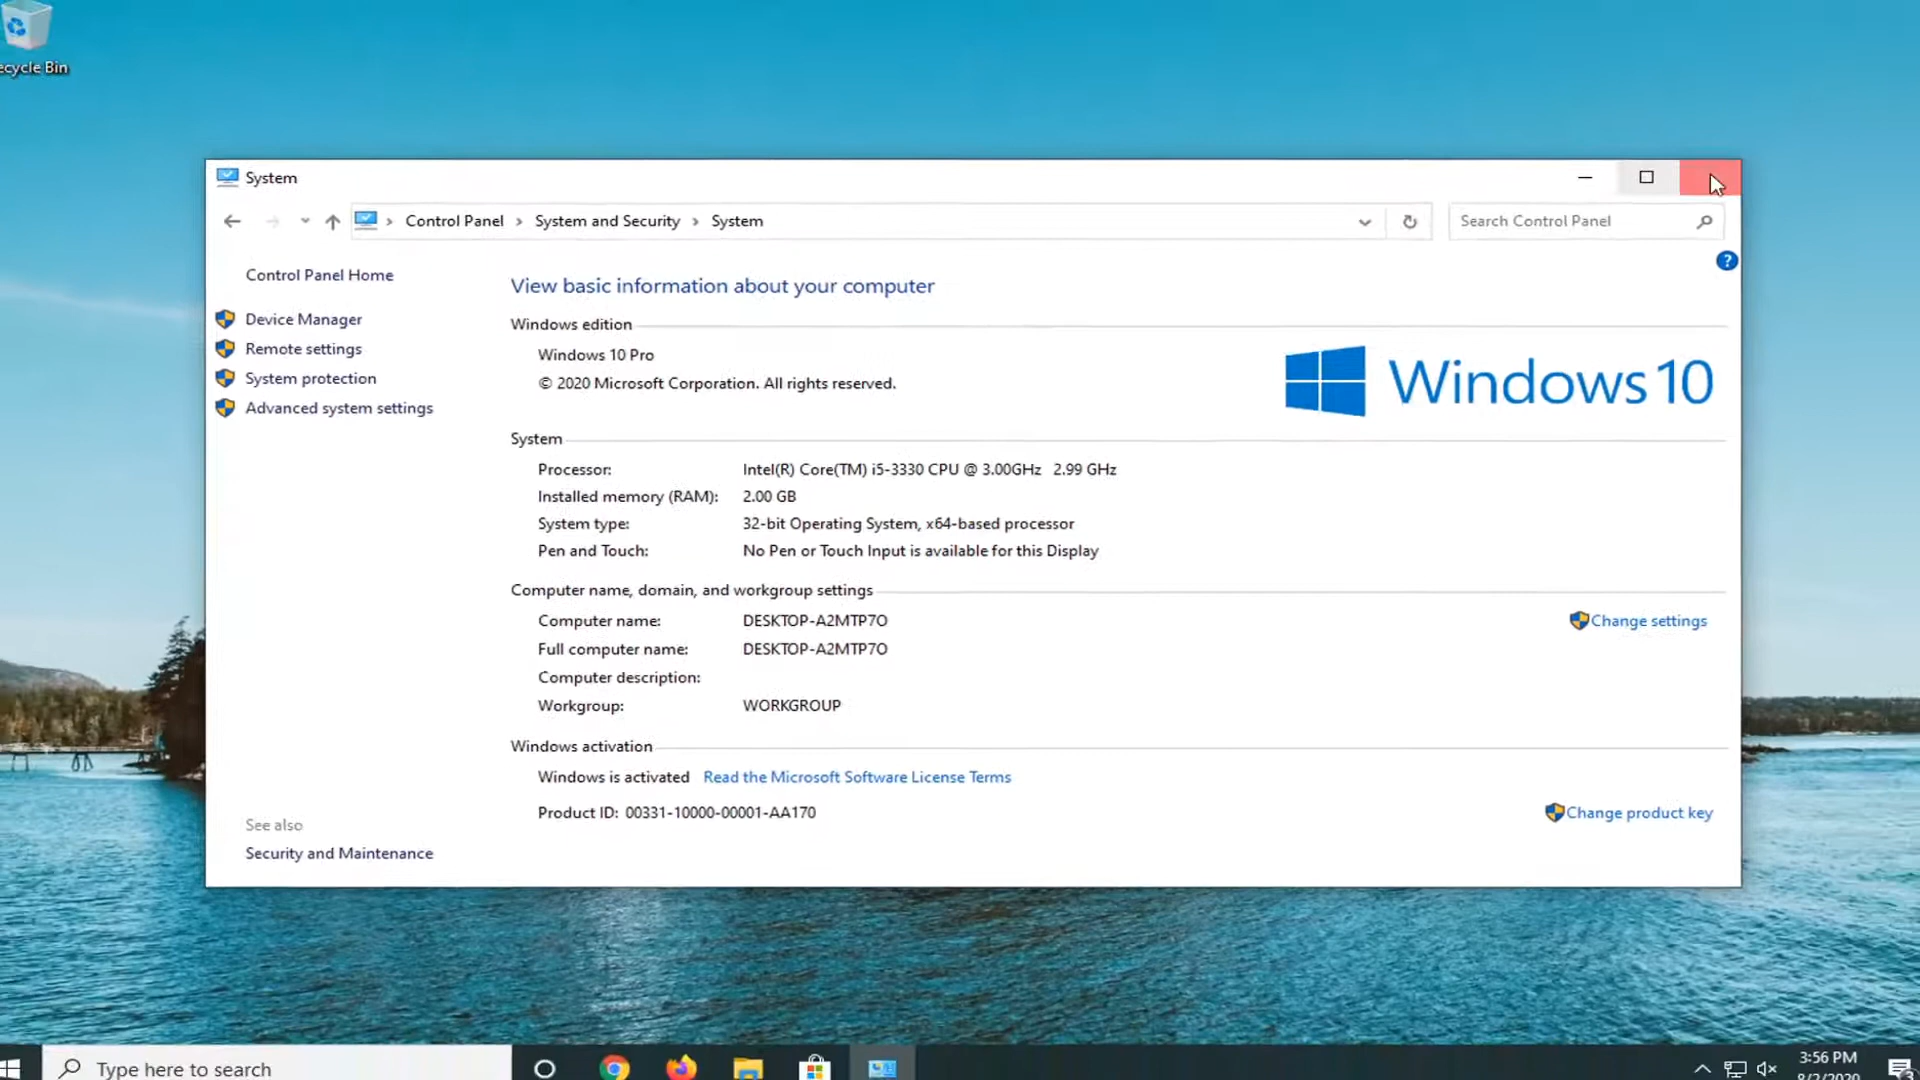 ecycle Bin
System
Control Panel > System and Security > System
Search Control Panel
?
Control Panel Home
Device Manager
Remote settings
System protection
Advanced system settings
View basic information about your computer
Windows edition
Windows 10 Pro
© 2020 Microsoft Corporation. All rights reserved.
Windows 10
System
Processor: Intel(R) Core(TM) i5-3330 CPU @ 3.00GHz 2.99 GHz
Installed memory (RAM): 2.00 GB
System type: 32-bit Operating System, x64-based processor
Pen and Touch: No Pen or Touch Input is available for this Display
Computer name, domain, and workgroup settings
Computer name: DESKTOP-A2MTP7O
Change settings
Full computer name: DESKTOP-A2MTP7O
Computer description:
Workgroup: WORKGROUP
Windows activation
Windows is activated Read the Microsoft Software License Terms
Product ID: 00331-10000-00001-AA170
Change product key
See also
Security and Maintenance
Type here to search
3:56 PM
8/2/2020
3